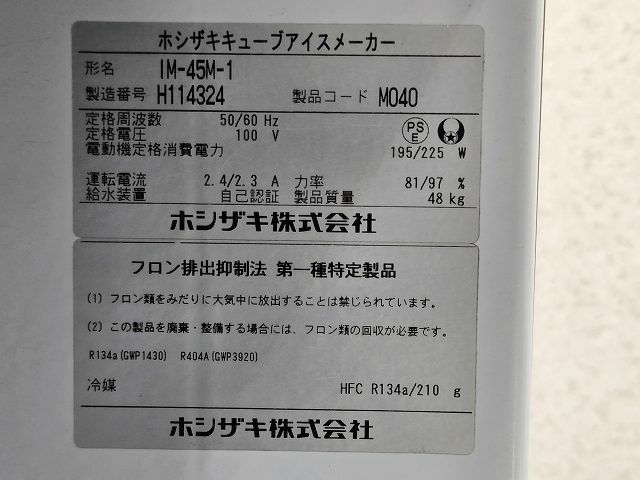 ホシザキキューブアイスメーカー
形名 IM-45M-1
製造番号 H114324 製品コード M040
定格周波数 50/60 Hz
定格電圧 100 V
PS
E
電動機定格消費電力 195/225 W
運転電流 2.4/2.3 A 力率 81/97 %
給水装置 自己認証 製品質量 48 kg
ホシザキ株式会社
フロン排出抑制法 第一種特定製品
(1) フロン類をみだりに大気中に放出することは禁じられています。
(2) この製品を廃棄・整備する場合には、フロン類の回収が必要です。
R134a(GWP1430) R404A(GWP3920)
冷媒 HFC R134a/210 g
ホシザキ株式会社